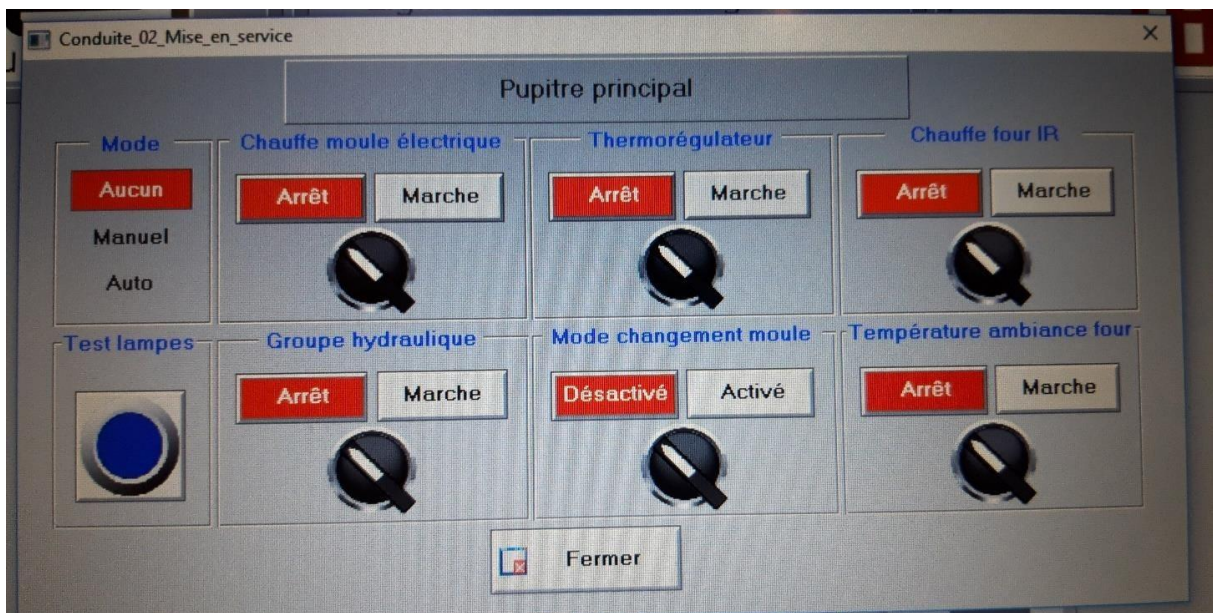 Conduite_02_Mise_en_service
Pupitre principal
Mode
Aucun
Manuel
Auto
Chauffe moule électrique
Arrêt Marche
Thermorégulateur
Arrêt Marche
Chauffe four IR
Arrêt Marche
Test lampes
Groupe hydraulique
Arrêt Marche
Mode changement moule
Désactivé Activé
Température ambiance four
Arrêt Marche
Fermer